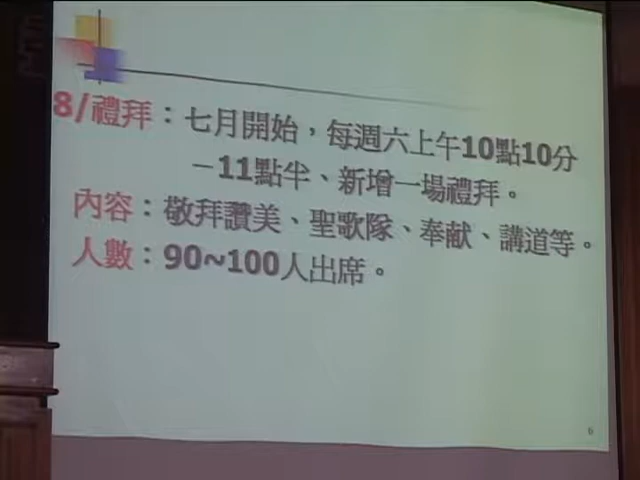 8/禮拜：七月開始，每週六上午10點10分
－11點半、新增一場禮拜。
內容：敬拜讚美、聖歌隊、奉献、講道等。
人數：90~100人出席。
6